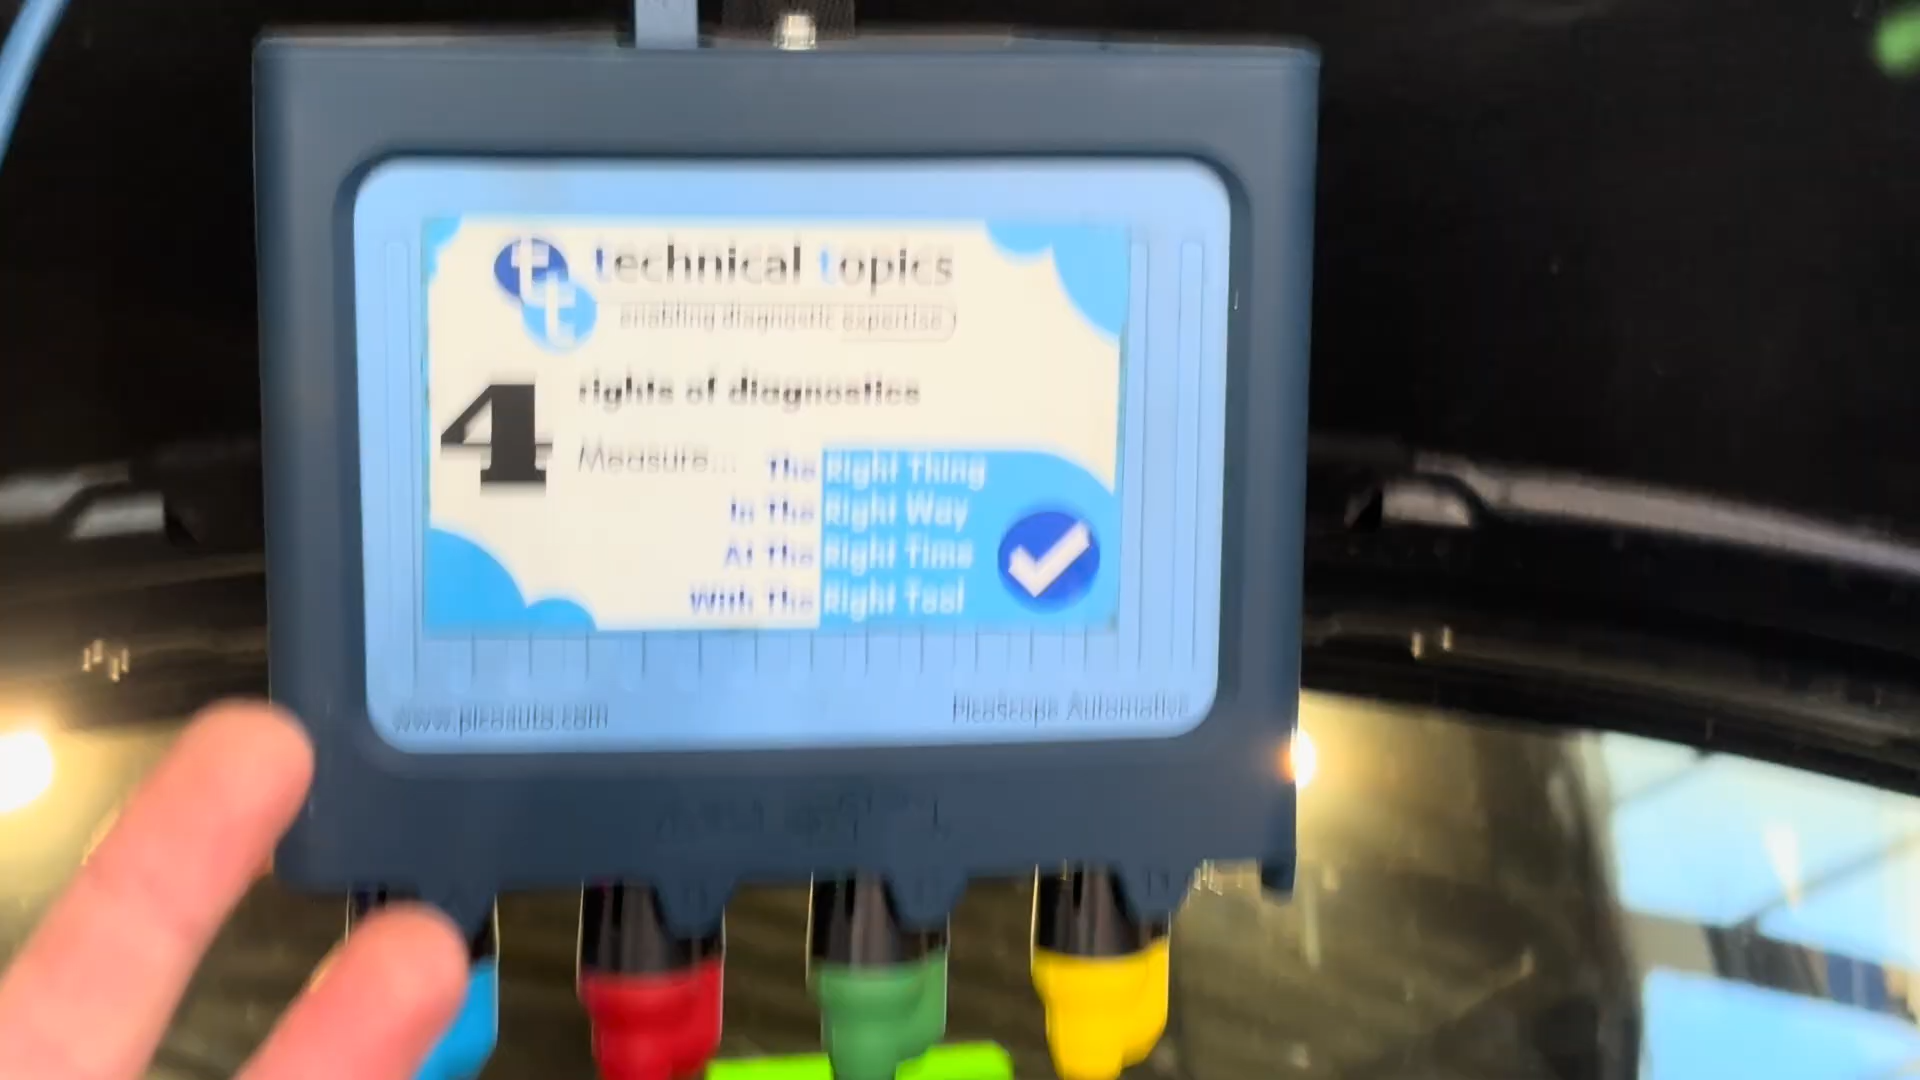 tt technical topics
enabling diagnostic expertise
4 rights of diagnostics
Measure...
The Right Thing
In The Right Way
At The Right Time
With The Right Tool
www.picoauto.com
PicoScope Automotive